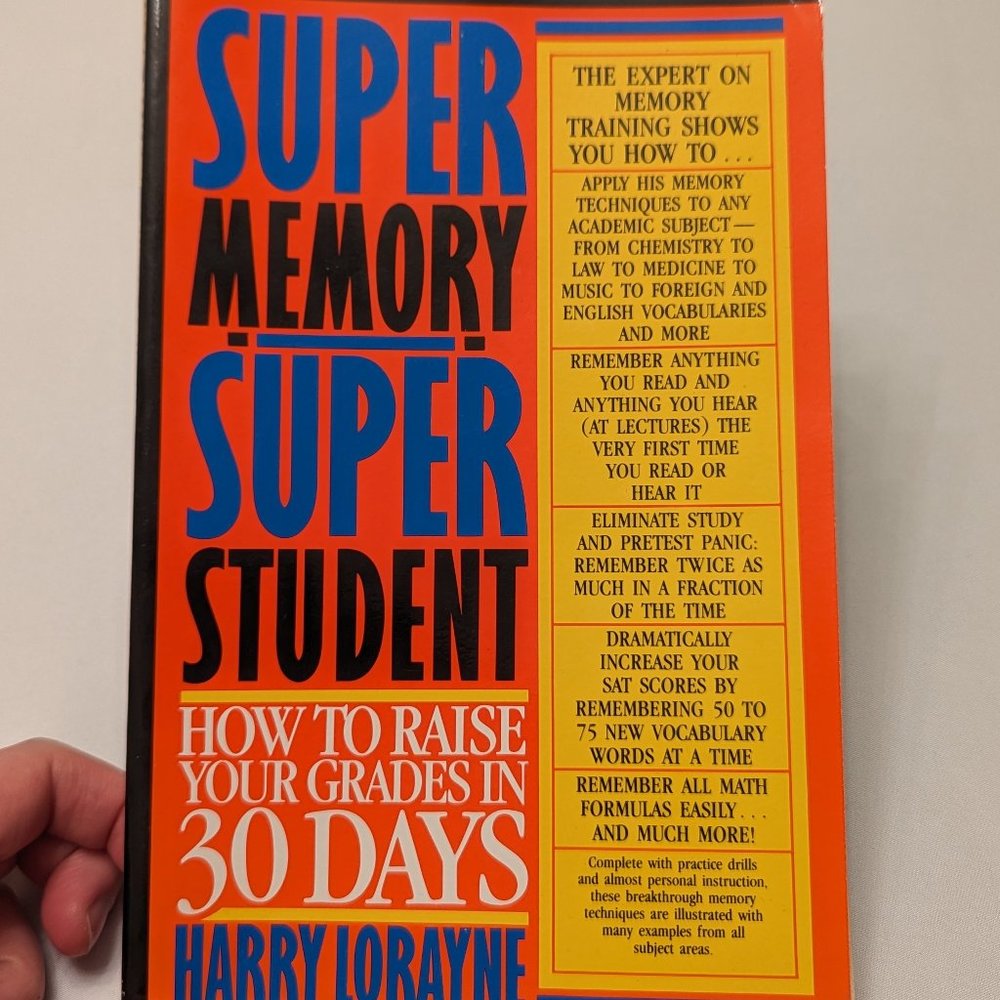 SUPER
MEMORY
SUPER
STUDENT
HOW TO RAISE
YOUR GRADES IN
30 DAYS
HARRY LORAYNE
THE EXPERT ON
MEMORY
TRAINING SHOWS
YOU HOW TO . . .
APPLY HIS MEMORY
TECHNIQUES TO ANY
ACADEMIC SUBJECT —
FROM CHEMISTRY TO
LAW TO MEDICINE TO
MUSIC TO FOREIGN AND
ENGLISH VOCABULARIES
AND MORE
REMEMBER ANYTHING
YOU READ AND
ANYTHING YOU HEAR
(AT LECTURES) THE
VERY FIRST TIME
YOU READ OR
HEAR IT
ELIMINATE STUDY
AND PRETEST PANIC:
REMEMBER TWICE AS
MUCH IN A FRACTION
OF THE TIME
DRAMATICALLY
INCREASE YOUR
SAT SCORES BY
REMEMBERING 50 TO
75 NEW VOCABULARY
WORDS AT A TIME
REMEMBER ALL MATH
FORMULAS EASILY . . .
AND MUCH MORE!
Complete with practice drills
and almost personal instruction,
these breakthrough memory
techniques are illustrated with
many examples from all
subject areas.